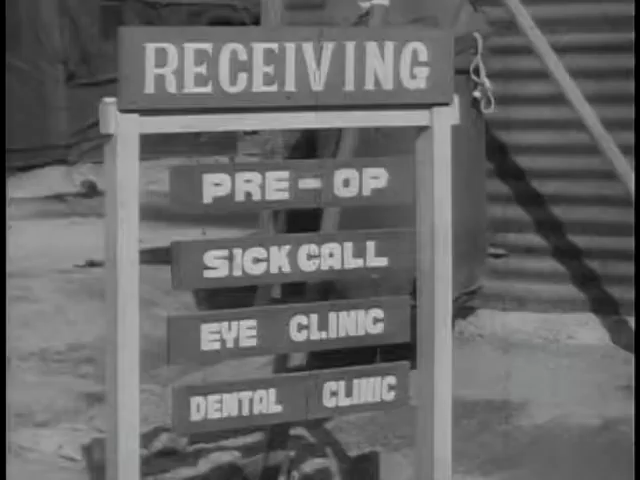 RECEIVING
PRE-OP
SICK CALL
EYE CLINIC
DENTAL CLINIC